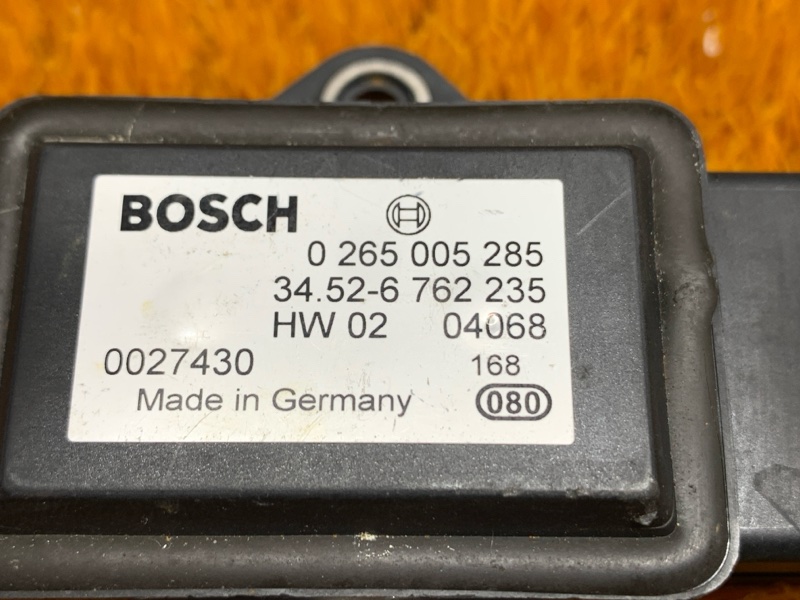 BOSCH
0 265 005 285
34.52-6 762 235
HW 02 04068
0027430 168
Made in Germany 080